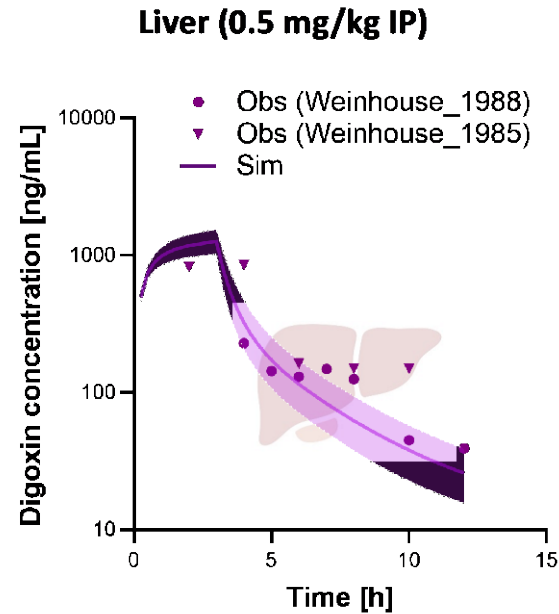 Liver (0.5 mg/kg IP)
Obs (Weinhouse_1988)
Obs (Weinhouse_1985)
Sim
Digoxin concentration [ng/mL]
10000
1000
100
10
0
5
10
15
Time [h]